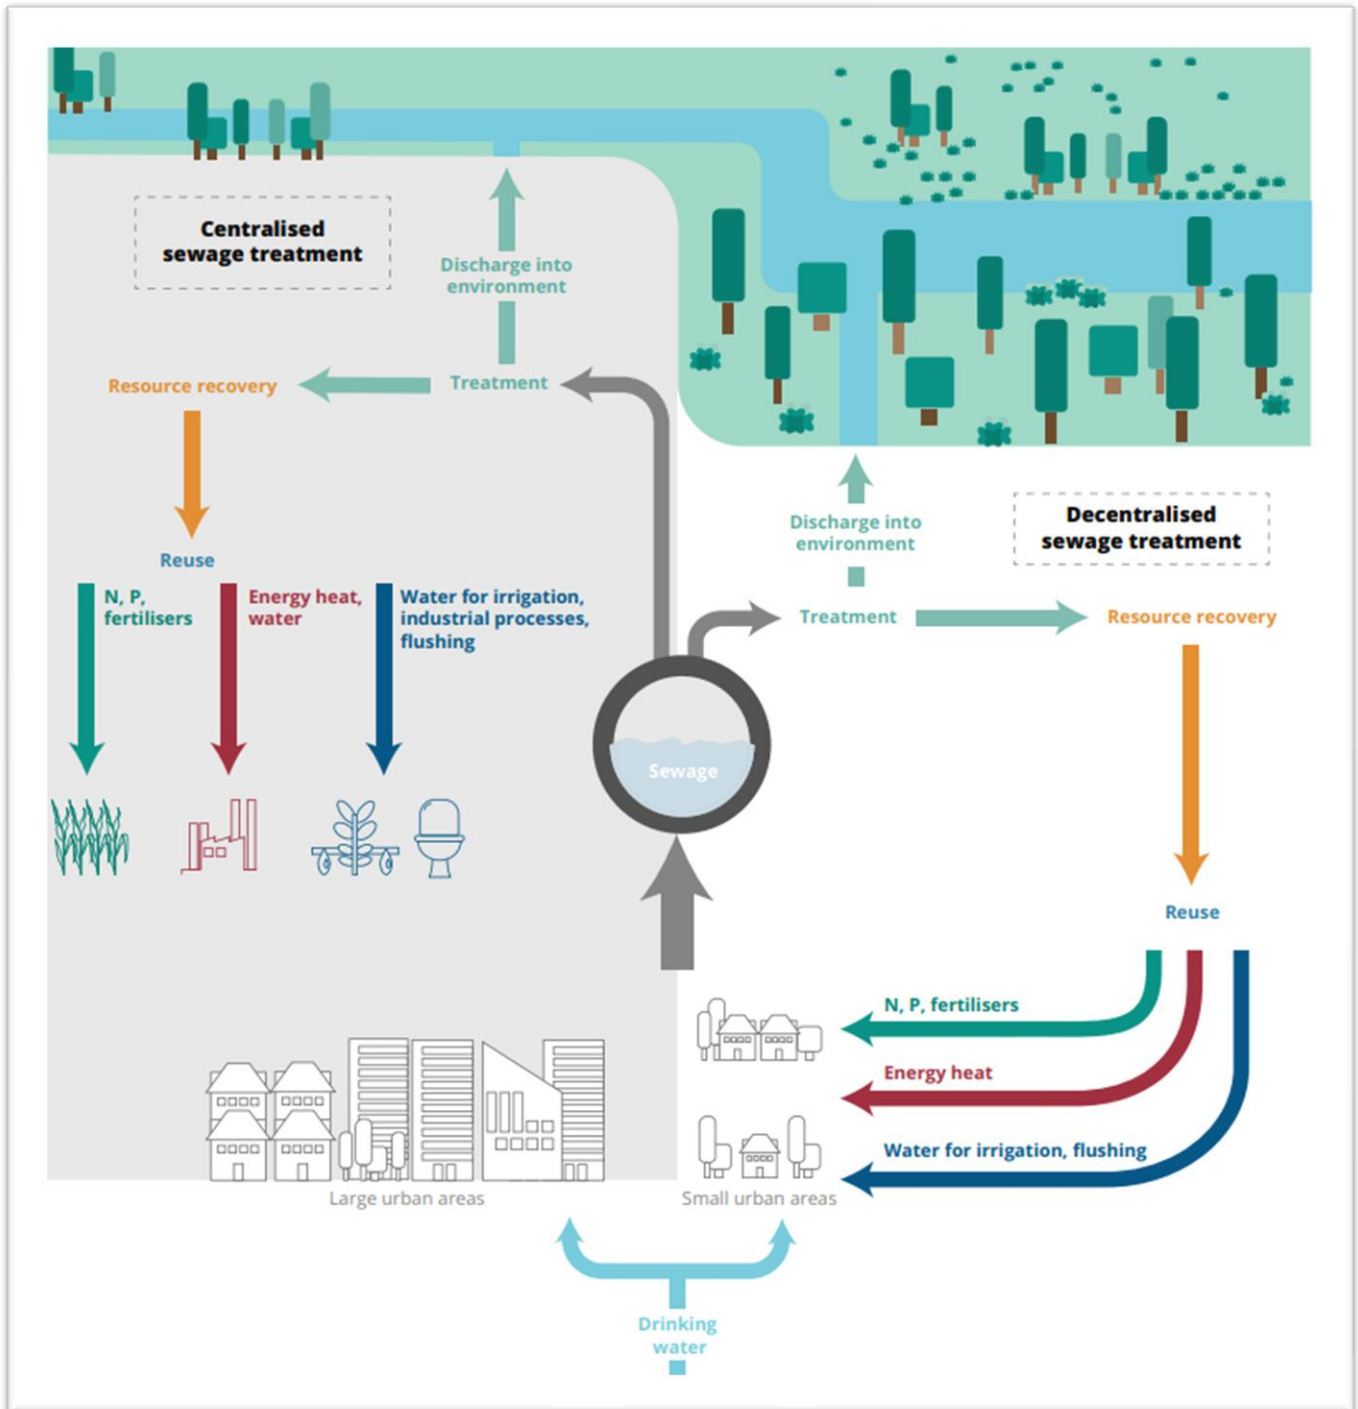 Centralised
sewage treatment
Discharge into
environment
Resource recovery
Treatment
Reuse
N, P,
fertilisers
Energy heat,
water
Water for irrigation,
industrial processes,
flushing
Decentralised
sewage treatment
Discharge into
environment
Treatment
Resource recovery
Sewage
Reuse
N, P, fertilisers
Energy heat
Water for irrigation, flushing
Large urban areas
Small urban areas
Drinking
water